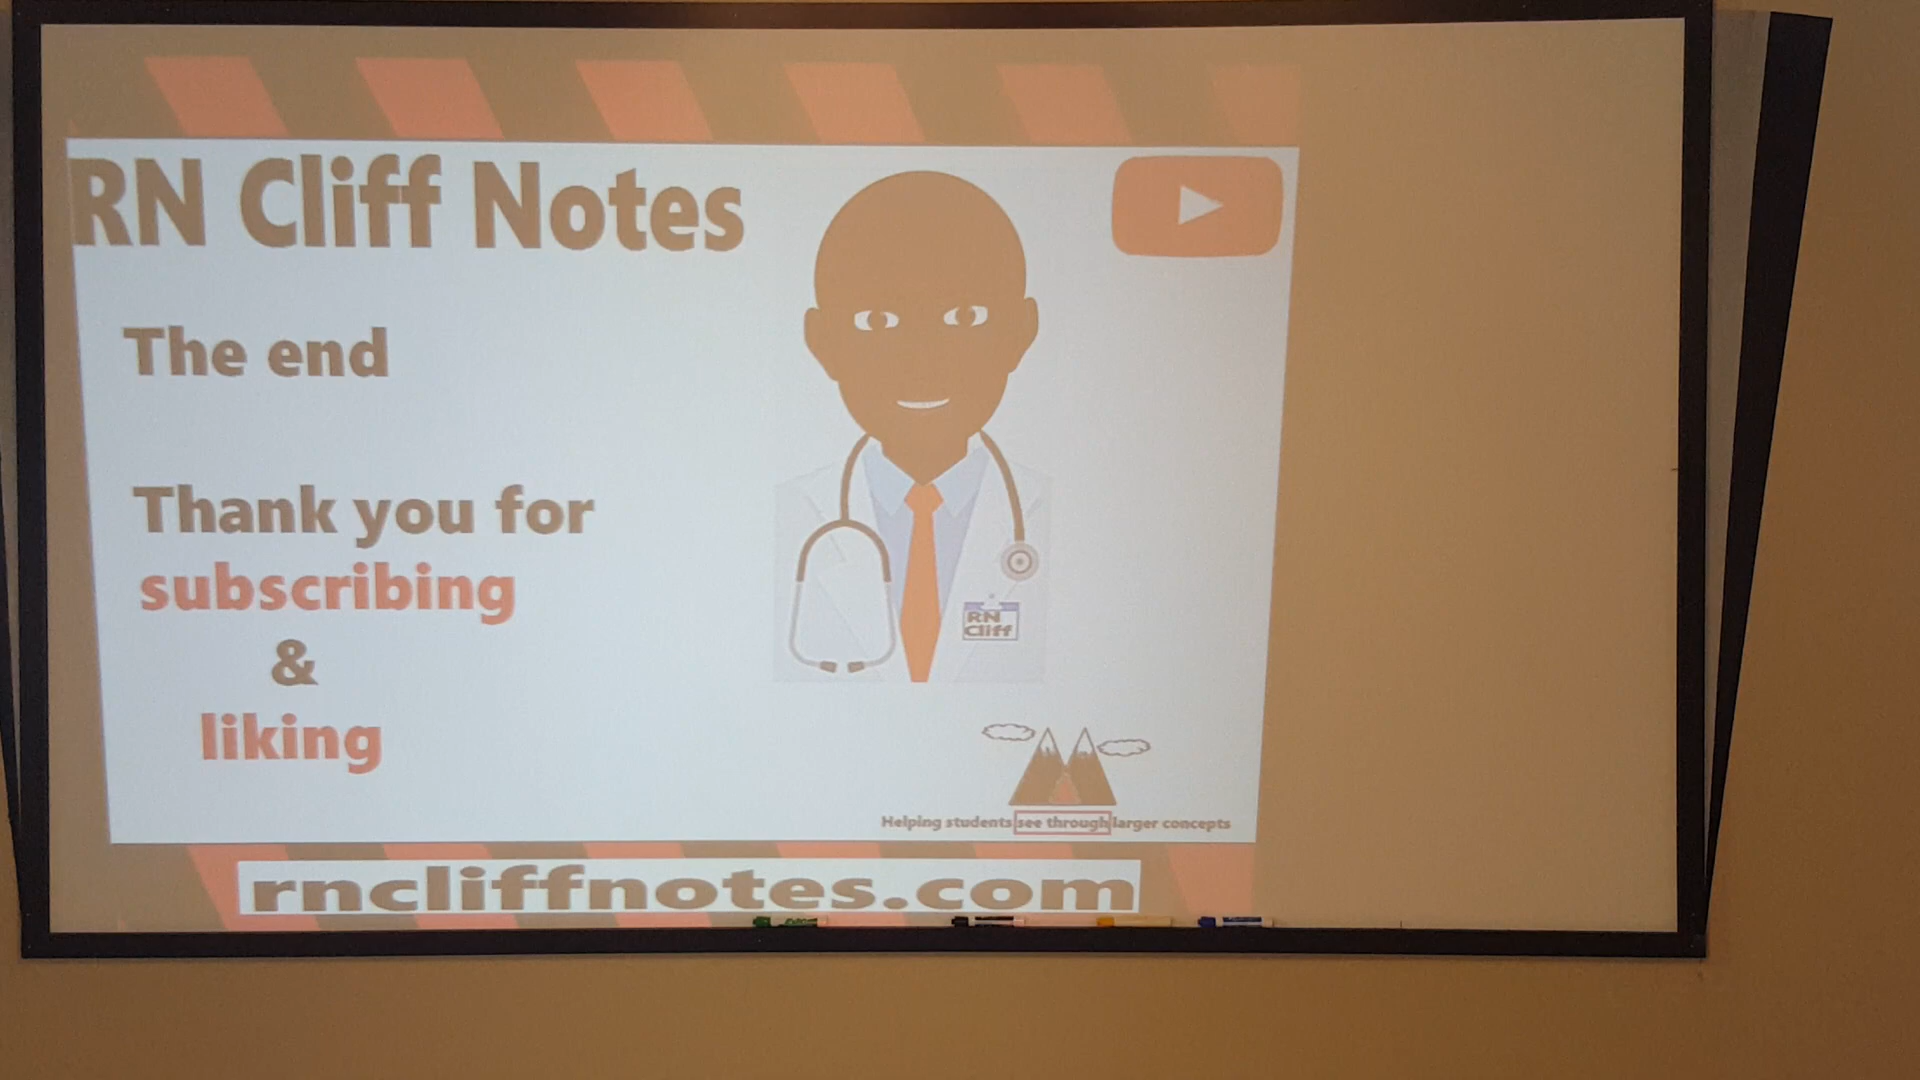 RN Cliff Notes
The end
Thank you for
subscribing
&
liking
RN
Cliff
Helping students see through larger concepts
rncliffnotes.com